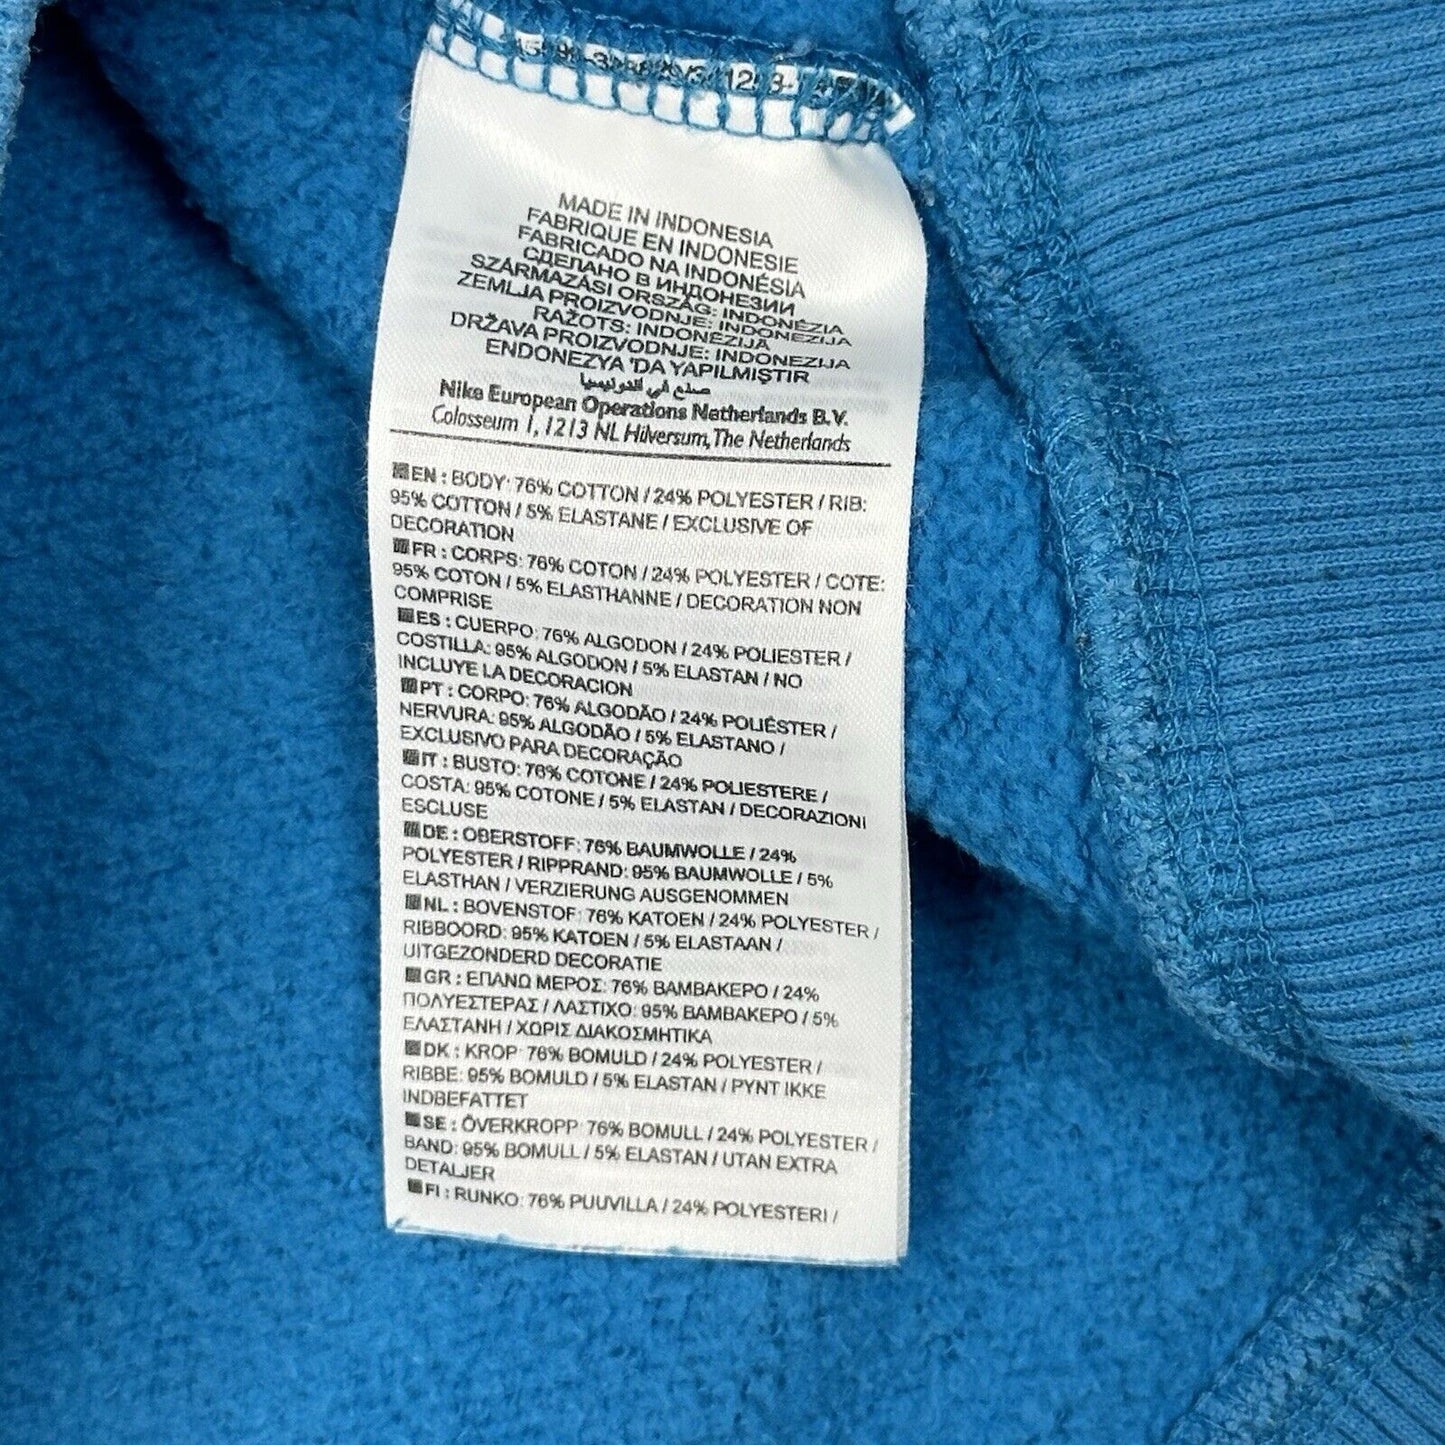 MADE IN INDONESIA
FABRIQUE EN INDONESIE
FABRICADO NA INDONÉSIA
СДЕЛАНО В ИНДОНЕЗИИ
SZÁRMAZÁSI ORSZÁG: INDONÉZIA
ZEMLJA PROIZVODNJE: INDONEZIJA
RAŽOTS: INDONĒZIJA
DRŽAVA PROIZVODNJE: INDONEZIJA
ENDONEZYA 'DA YAPILMIŞTIR
صنع في اندونيسيا
Nike European Operations Netherlands B.V.
Colosseum 1, 1213 NL Hilversum, The Netherlands
EN : BODY: 76% COTTON / 24% POLYESTER / RIB:
95% COTTON / 5% ELASTANE / EXCLUSIVE OF
DECORATION
FR : CORPS: 76% COTON / 24% POLYESTER / COTE:
95% COTON / 5% ELASTHANNE / DECORATION NON
COMPRISE
ES : CUERPO: 76% ALGODON / 24% POLIESTER /
COSTILLA: 95% ALGODON / 5% ELASTAN / NO
INCLUYE LA DECORACION
PT : CORPO: 76% ALGODÃO / 24% POLIÉSTER /
NERVURA: 95% ALGODÃO / 5% ELASTANO /
EXCLUSIVO PARA DECORAÇÃO
IT : BUSTO: 76% COTONE / 24% POLIESTERE /
COSTA: 95% COTONE / 5% ELASTAN / DECORAZIONI
ESCLUSE
DE : OBERSTOFF: 76% BAUMWOLLE / 24%
POLYESTER / RIPPRAND: 95% BAUMWOLLE / 5%
ELASTHAN / VERZIERUNG AUSGENOMMEN
NL : BOVENSTOF: 76% KATOEN / 24% POLYESTER /
RIBBOORD: 95% KATOEN / 5% ELASTAAN /
UITGEZONDERD DECORATIE
GR : ΕΠΑΝΩ ΜΕΡΟΣ: 76% ΒΑΜΒΑΚΕΡΟ / 24%
ΠΟΛΥΕΣΤΕΡΑΣ / ΛΑΣΤΙΧΟ: 95% ΒΑΜΒΑΚΕΡΟ / 5%
ΕΛΑΣΤΑΝΗ / ΧΩΡΙΣ ΔΙΑΚΟΣΜΗΤΙΚΑ
DK : KROP: 76% BOMULD / 24% POLYESTER /
RIBBE: 95% BOMULD / 5% ELASTAN / PYNT IKKE
INDBEFATTET
SE : ÖVERKROPP: 76% BOMULL / 24% POLYESTER /
BAND: 95% BOMULL / 5% ELASTAN / UTAN EXTRA
DETALJER
FI : RUNKO: 76% PUUVILLA / 24% POLYESTERI /